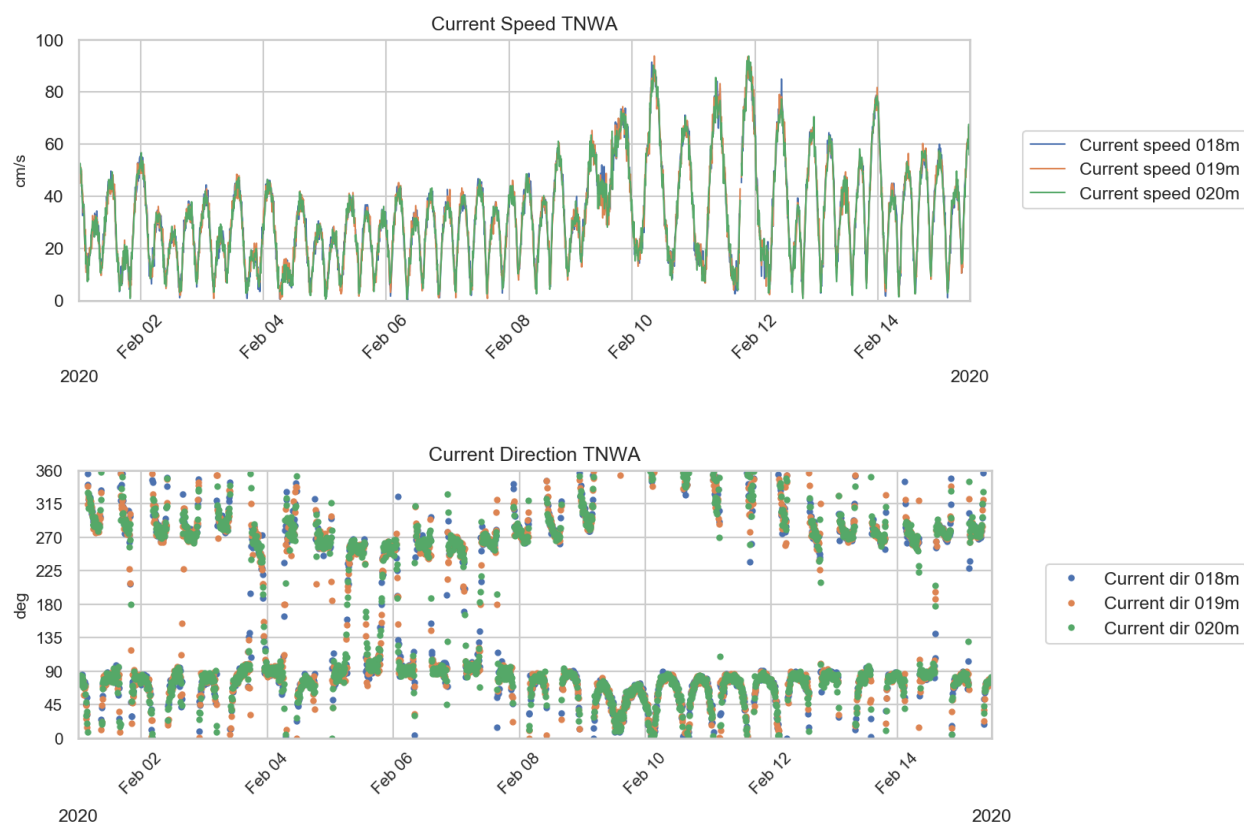 Current Speed TNWA
100
80
60
40
20
0
cm/s
Feb 02
Feb 04
Feb 06
Feb 08
Feb 10
Feb 12
Feb 14
2020
2020
Current speed 018m
Current speed 019m
Current speed 020m
Current Direction TNWA
360
315
270
225
180
135
90
45
0
deg
Feb 02
Feb 04
Feb 06
Feb 08
Feb 10
Feb 12
Feb 14
2020
2020
Current dir 018m
Current dir 019m
Current dir 020m